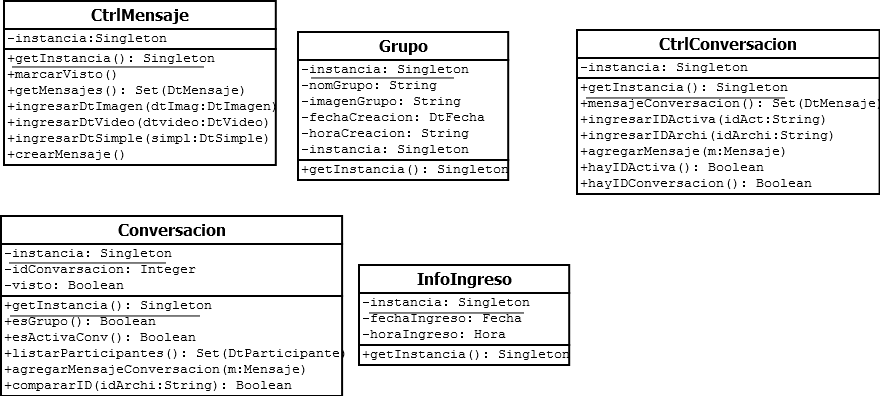 CtrlMensaje
-instancia:Singleton
+getInstancia(): Singleton
+marcarVisto()
+getMensajes(): Set(DtMensaje)
+ingresarDtImagen(dtImag:DtImagen)
+ingresarDtVideo(dtvideo:DtVideo)
+ingresarDtSimple(simpl:DtSimple)
+crearMensaje()
Grupo
-instancia: Singleton
-nomGrupo: String
-imagenGrupo: String
-fechaCreacion: DtFecha
-horaCreacion: String
-instancia: Singleton
+getInstancia(): Singleton
CtrlConversacion
-instancia: Singleton
+getInstancia(): Singleton
+mensajeConversacion(): Set(DtMensaje)
+ingresarIDActiva(idAct:String)
+ingresarIDArchi(idArchi:String)
+agregarMensaje(m:Mensaje)
+hayIDActiva(): Boolean
+hayIDConversacion(): Boolean
Conversacion
-instancia: Singleton
-idConvarsacion: Integer
-visto: Boolean
+getInstancia(): Singleton
+esGrupo(): Boolean
+esActivaConv(): Boolean
+listarParticipantes(): Set(DtParticipante)
+agregarMensajeConversacion(m:Mensaje)
+compararID(idArchi:String): Boolean
InfoIngreso
-instancia: Singleton
-fechaIngreso: Fecha
-horaIngreso: Hora
+getInstancia(): Singleton